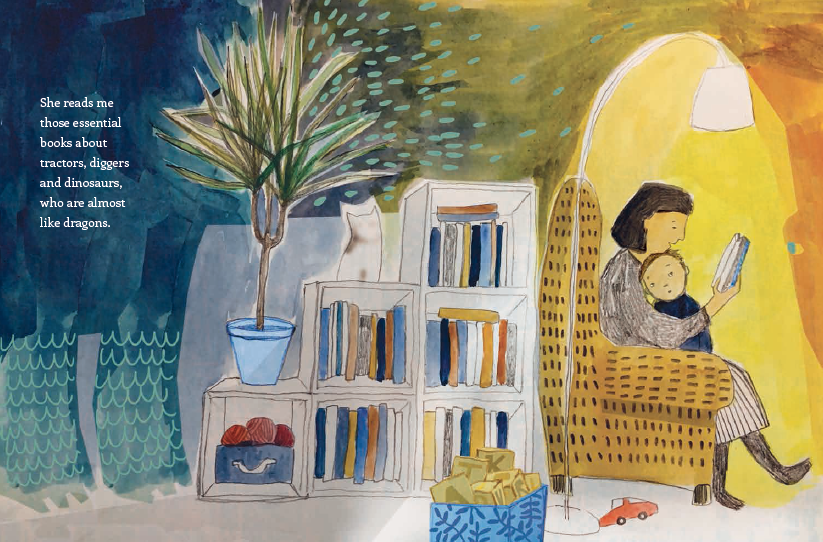 She reads me
those essential
books about
tractors, diggers
and dinosaurs,
who are almost
like dragons.